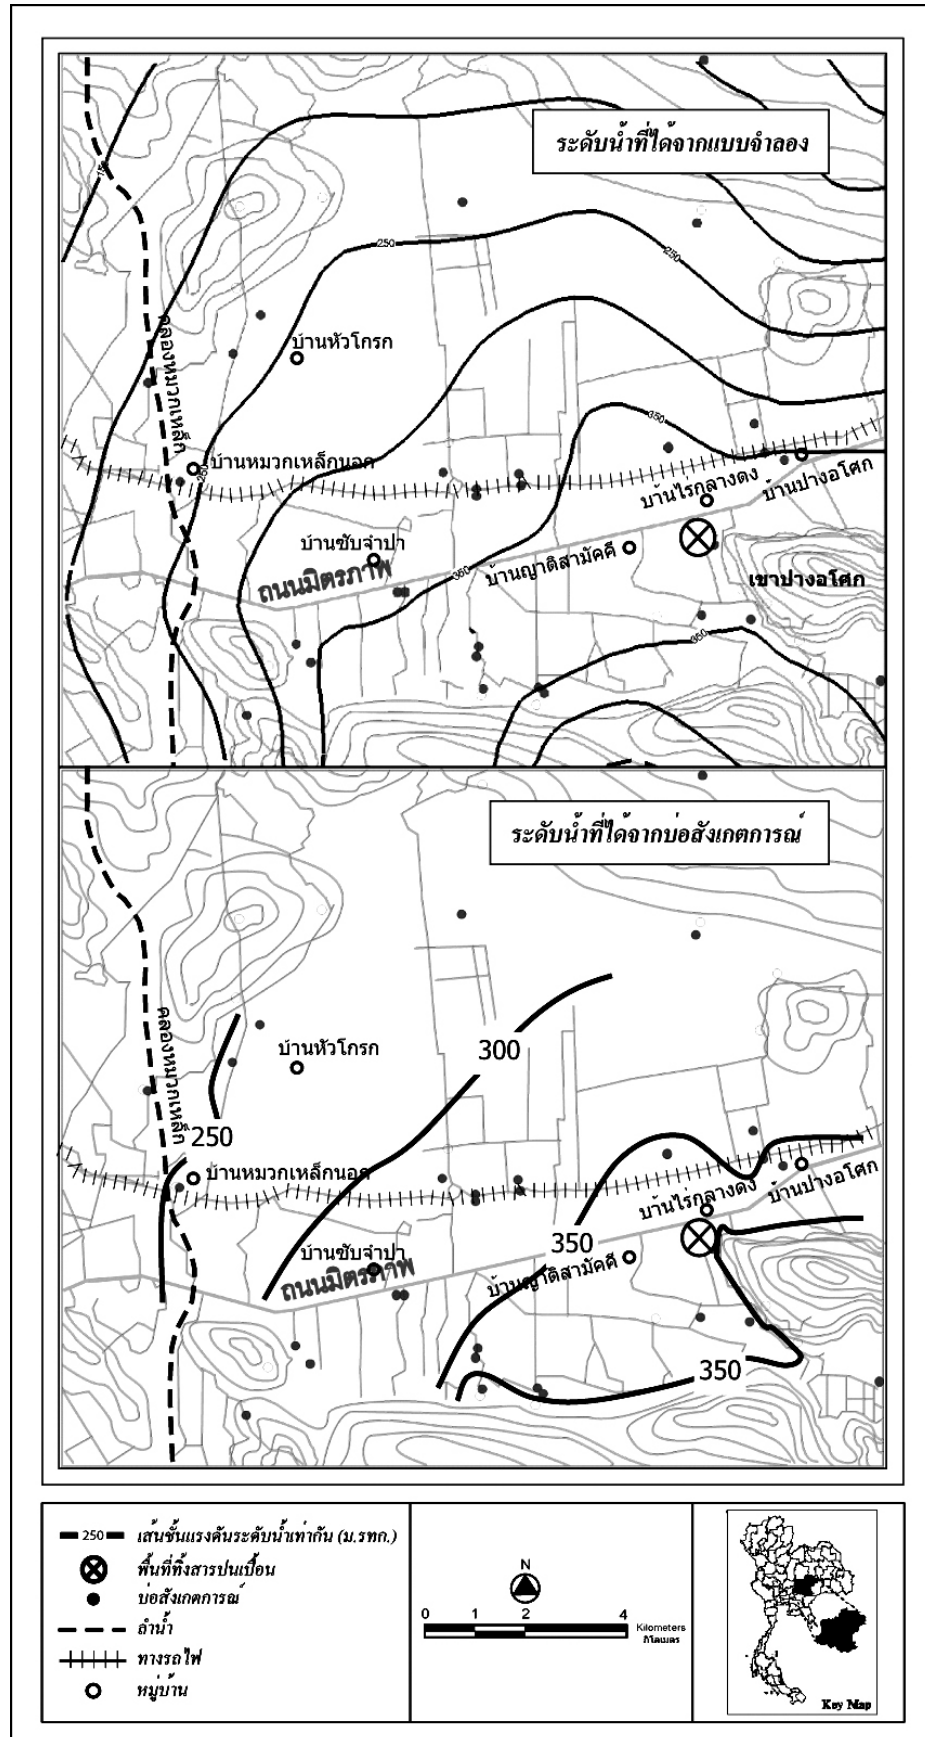 ระดับน้ำที่ได้จากแบบจำลอง
150
250
250
บ้านหัวโกรก
คลองหมวกเหล็ก
350
บ้านหมวกเหล็กนอก
250
บ้านไร่กลางดง
บ้านปางอโศก
บ้านซับจำปา
บ้านญาติสามัคคี
ถนนมิตรภาพ
350
เขาปางอโศก
350
ระดับน้ำที่ได้จากบ่อสังเกตการณ์
300
บ้านหัวโกรก
คลองหมวกเหล็ก
250
บ้านหมวกเหล็กนอก
บ้านไร่กลางดง
บ้านปางอโศก
350
บ้านซับจำปา
บ้านญาติสามัคคี
ถนนมิตรภาพ
350
250 เส้นชั้นแรงดันระดับน้ำเท่ากัน (ม.รทก.)
พื้นที่ทิ้งสารปนเปื้อน
บ่อสังเกตการณ์
ลำน้ำ
ทางรถไฟ
หมู่บ้าน
N
0 1 2 4
Kilometers
กิโลเมตร
Key Map